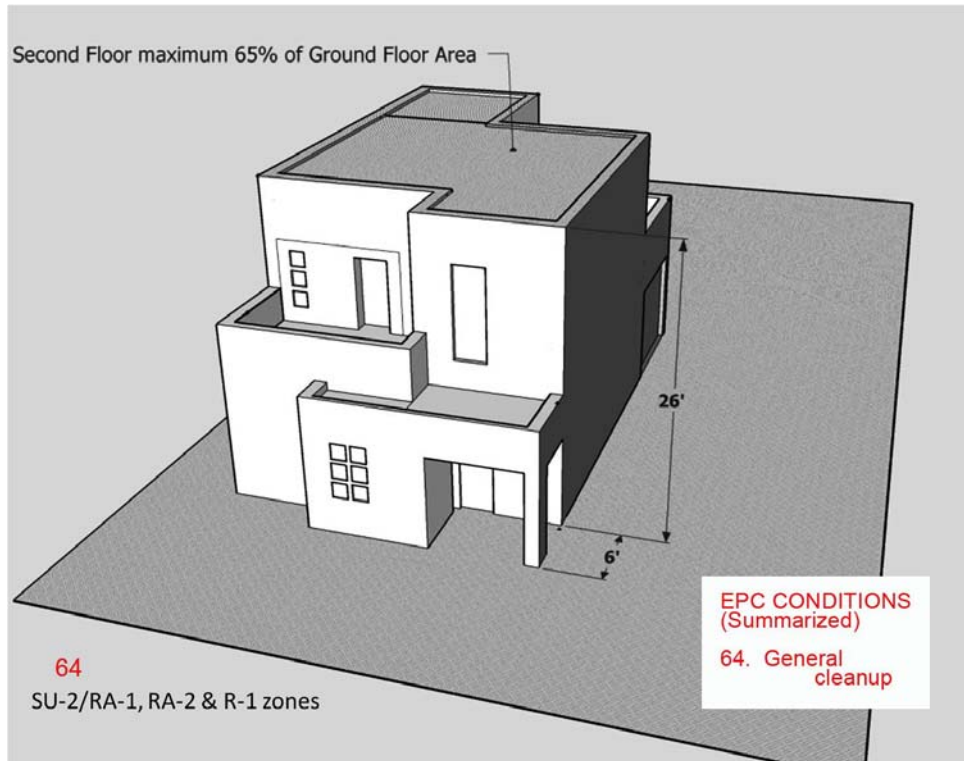 Second Floor maximum 65% of Ground Floor Area
26'
6'
EPC CONDITIONS
(Summarized)
64. General
cleanup
64
SU-2/RA-1, RA-2 & R-1 zones